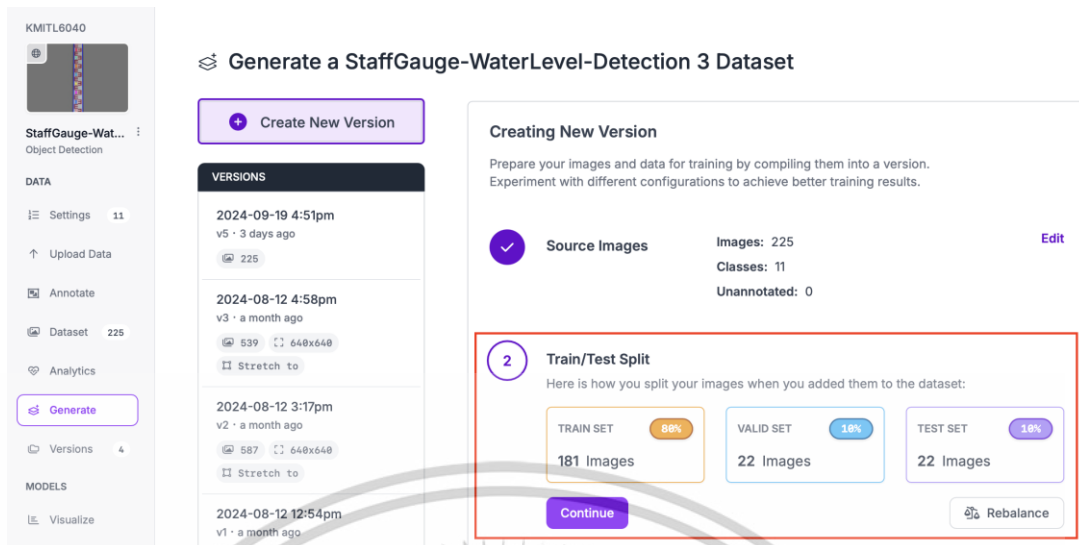 KMITL6040
StaffGauge-Wat...
Object Detection
DATA
Settings 11
Upload Data
Annotate
Dataset 225
Analytics
Generate
Versions 4
MODELS
Visualize
Generate a StaffGauge-WaterLevel-Detection 3 Dataset
Create New Version
VERSIONS
2024-09-19 4:51pm
v5 · 3 days ago
225
2024-08-12 4:58pm
v3 · a month ago
539 640x640
Stretch to
2024-08-12 3:17pm
v2 · a month ago
587 640x640
Stretch to
2024-08-12 12:54pm
v1 · a month ago
Creating New Version
Prepare your images and data for training by compiling them into a version.
Experiment with different configurations to achieve better training results.
Source Images
Images: 225
Classes: 11
Unannotated: 0
Edit
2
Train/Test Split
Here is how you split your images when you added them to the dataset:
TRAIN SET 80%
181 Images
VALID SET 10%
22 Images
TEST SET 10%
22 Images
Continue
Rebalance